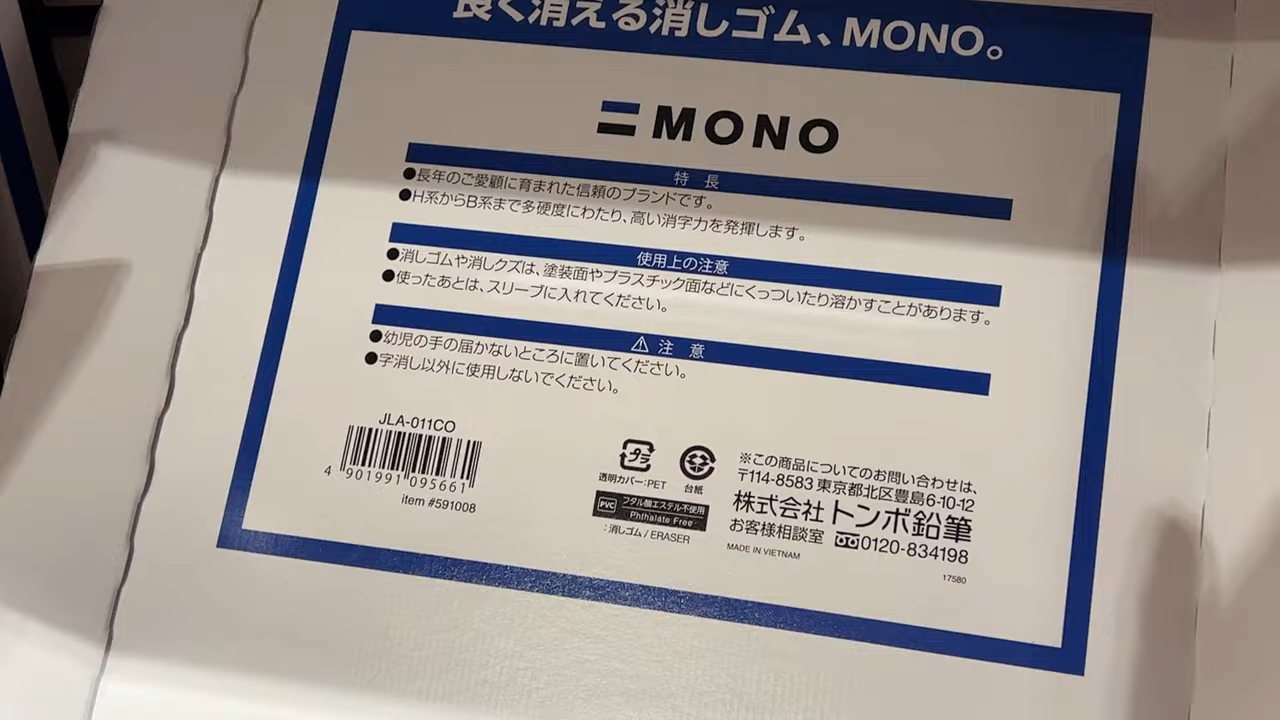 良く消える消しゴム、MONO。
MONO
特 長
●長年のご愛顧に育まれた信頼のブランドです。
●H系からB系まで多硬度にわたり、高い消字力を発揮します。
使用上の注意
●消しゴムや消しクズは、塗装面やプラスチック面などにくっついたり溶かすことがあります。
●使ったあとは、スリーブに入れてください。
⚠ 注 意
●幼児の手の届かないところに置いてください。
●字消し以外に使用しないでください。
JLA-011CO
4 901991 095661
item #591008
プラ
透明カバー:PET
台紙
PVC
フタル酸エステル不使用
Phthalate Free
:消しゴム/ERASER
※この商品についてのお問い合わせは、
〒114-8583 東京都北区豊島6-10-12
株式会社トンボ鉛筆
お客様相談室 0120-834198
MADE IN VIETNAM
17580